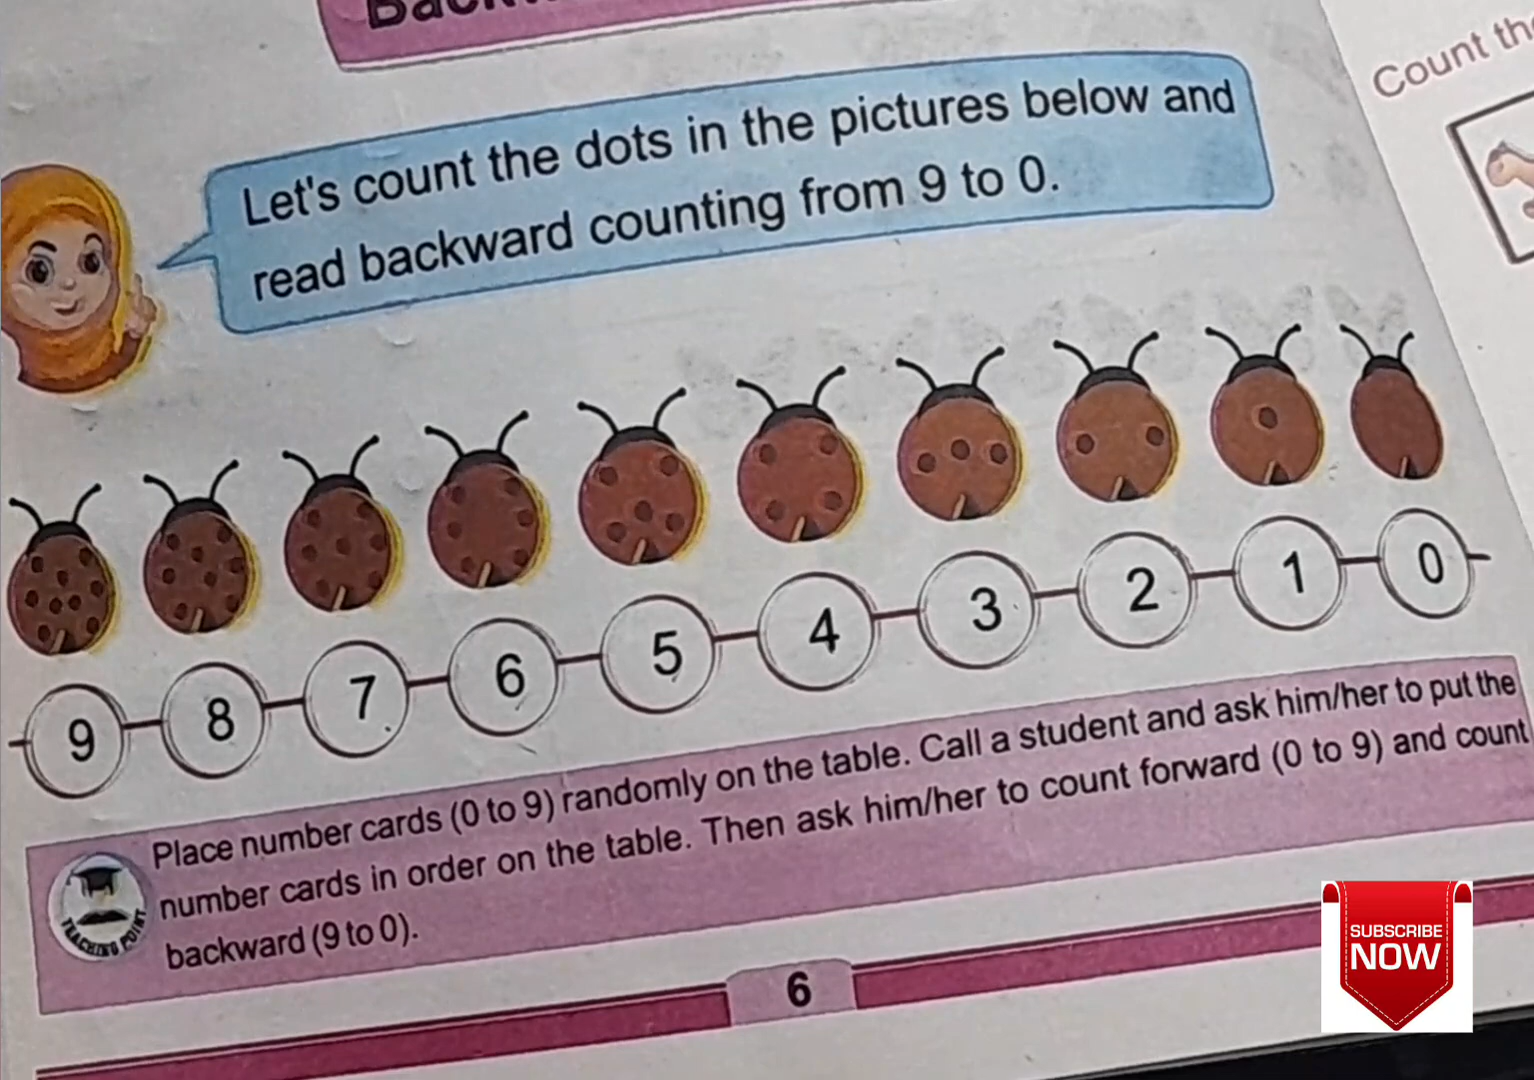 Let's count the dots in the pictures below and
read backward counting from 9 to 0.
Count
9 8 7 6 5 4 3 2 1 0
Place number cards (0 to 9) randomly on the table. Call a student and ask him/her to put the
number cards in order on the table. Then ask him/her to count forward (0 to 9) and count
backward (9 to 0).
TEACHING POINT
6
SUBSCRIBE
NOW